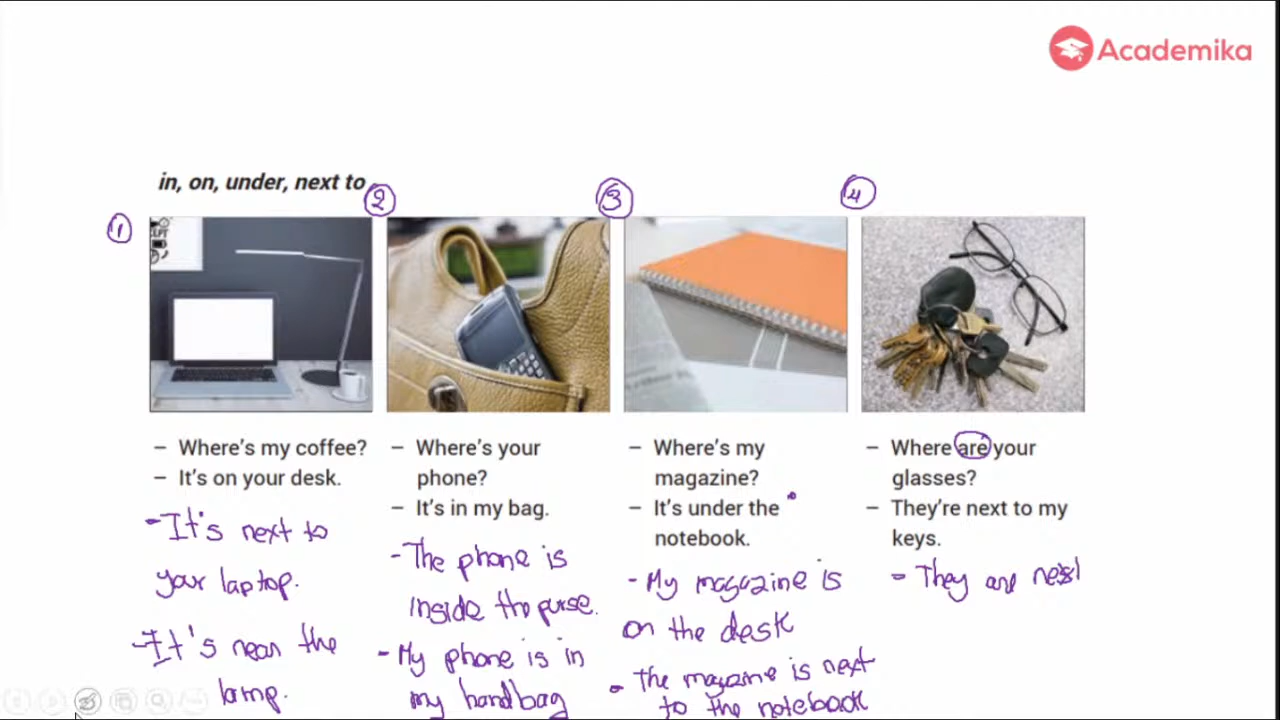 Academika
in, on, under, next to
2
3
4
1
– Where's my coffee?
– It's on your desk.
- It's next to
your laptop.
- It's near the
lamp.
– Where's your
phone?
– It's in my bag.
- The phone is
inside the purse.
- My phone is in
my handbag
– Where's my
magazine?
– It's under the
notebook.
- My magazine is
on the desk
- The magazine is next
to the notebook
– Where are your
glasses?
– They're next to my
keys.
- They are